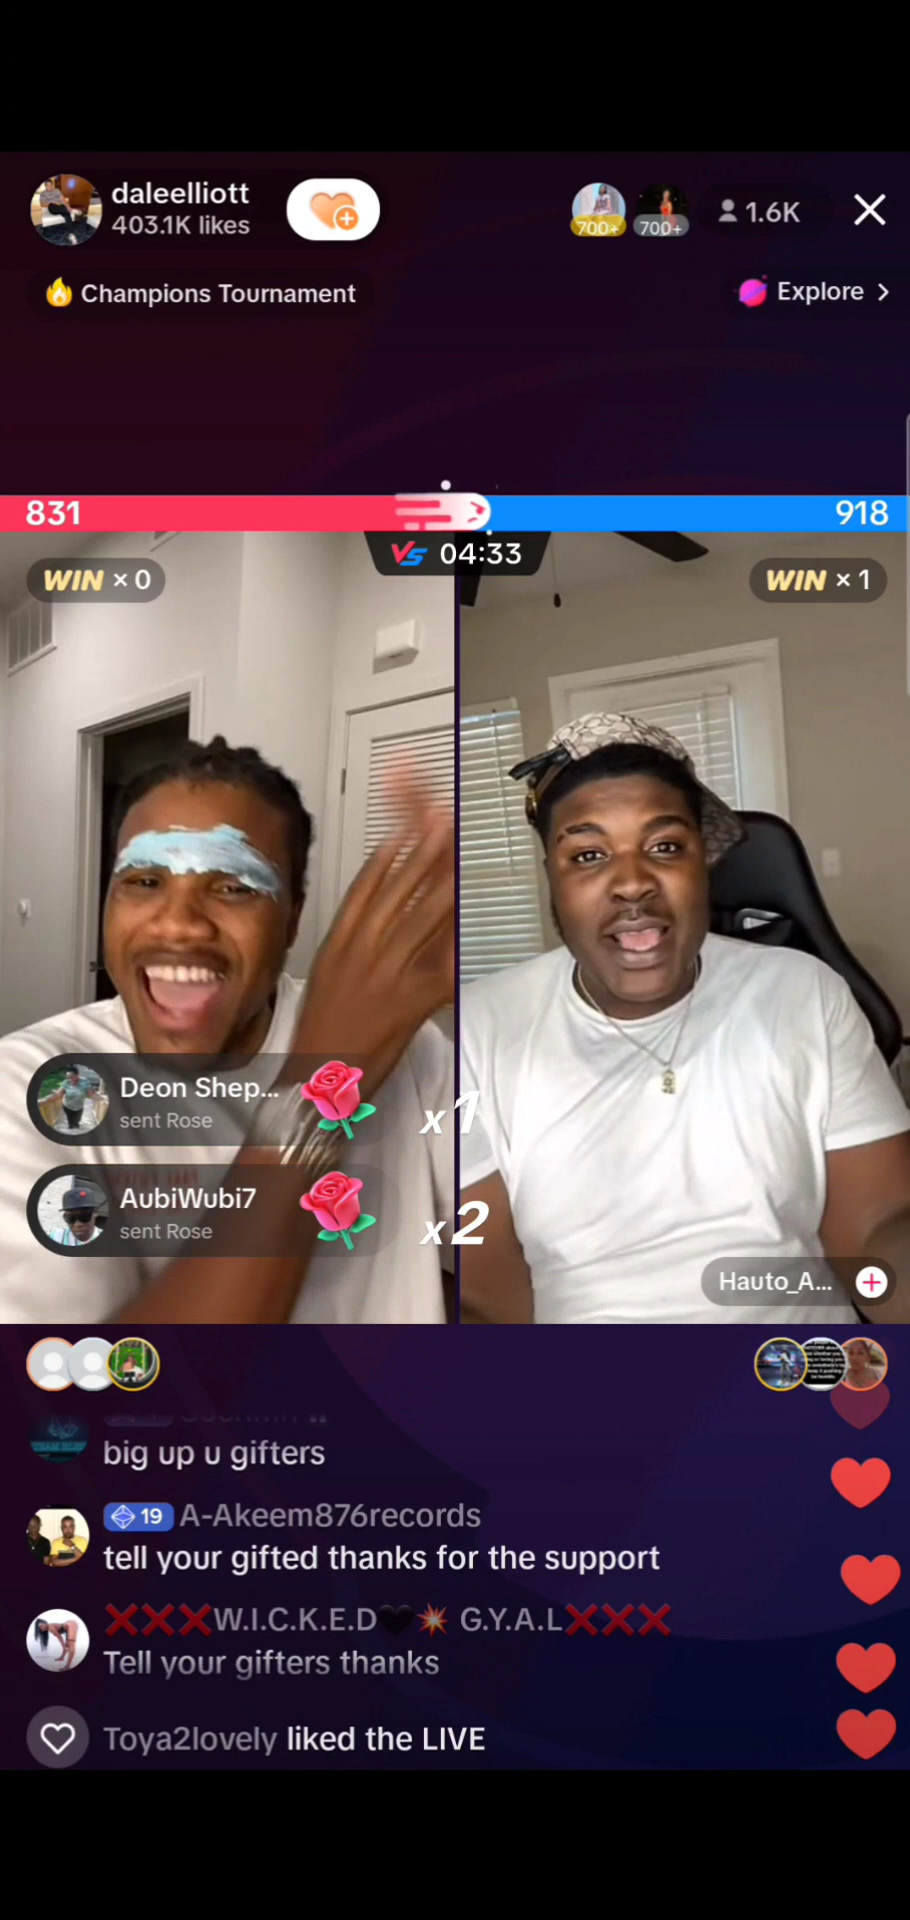 daleelliott
403.1K likes
700+
700+
1.6K
Champions Tournament
Explore >
831
918
VS 04:33
WIN × 0
WIN × 1
Deon Shep...
sent Rose
x1
AubiWubi7
sent Rose
x2
Hauto_A...
big up u gifters
19 A-Akeem876records
tell your gifted thanks for the support
❌❌❌W.I.C.K.E.D🖤💥 G.Y.A.L❌❌❌
Tell your gifters thanks
Toya2lovely liked the LIVE